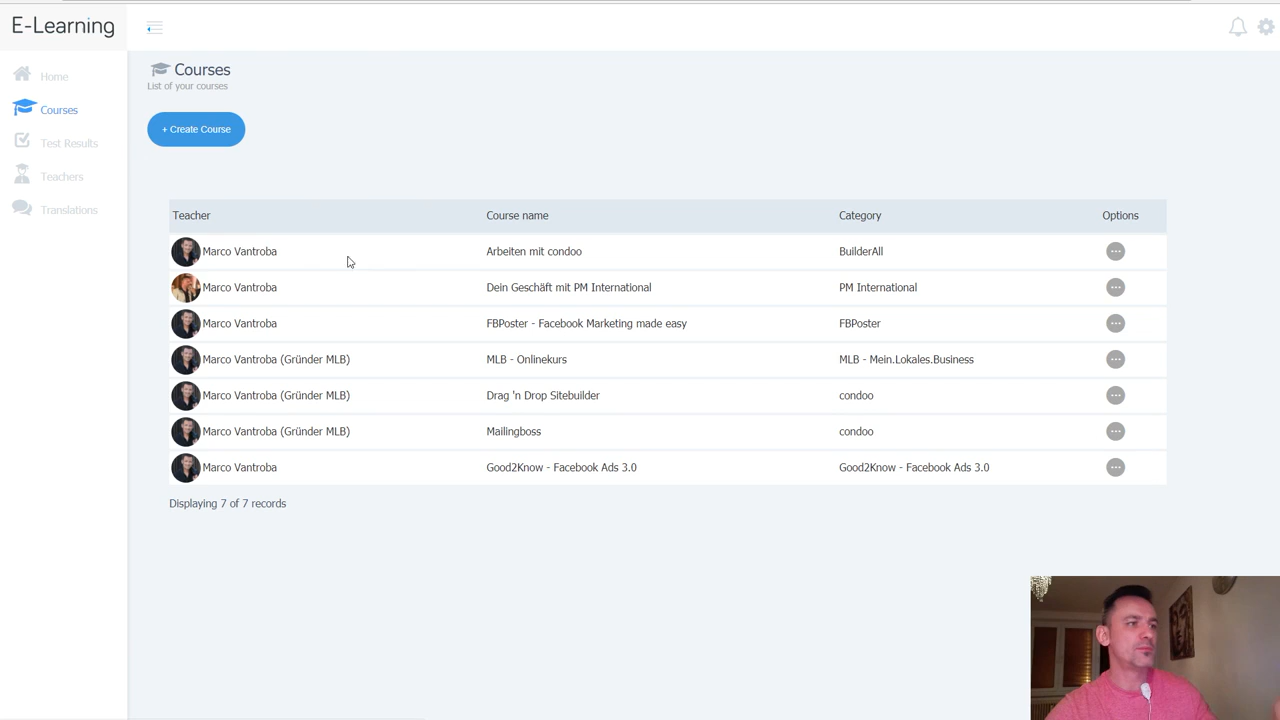 E-Learning
Home
Courses
Test Results
Teachers
Translations
Courses
List of your courses
+ Create Course
Teacher Course name Category Options
Marco Vantroba Arbeiten mit condoo BuilderAll
Marco Vantroba Dein Geschäft mit PM International PM International
Marco Vantroba FBPoster - Facebook Marketing made easy FBPoster
Marco Vantroba (Gründer MLB) MLB - Onlinekurs MLB - Mein.Lokales.Business
Marco Vantroba (Gründer MLB) Drag 'n Drop Sitebuilder condoo
Marco Vantroba (Gründer MLB) Mailingboss condoo
Marco Vantroba Good2Know - Facebook Ads 3.0 Good2Know - Facebook Ads 3.0
Displaying 7 of 7 records